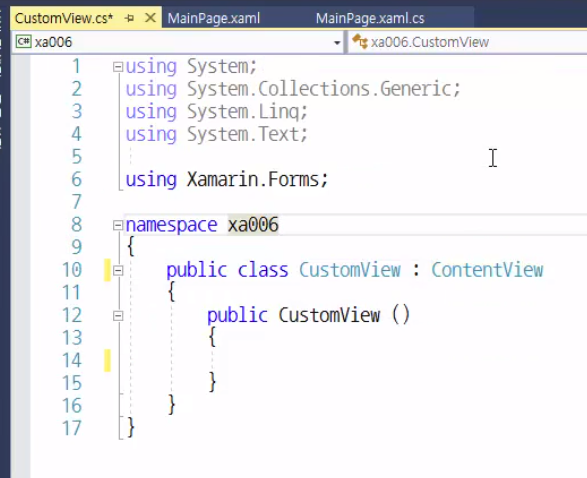 CustomView.cs* MainPage.xaml MainPage.xaml.cs
C# xa006 xa006.CustomView
1 using System;
2 using System.Collections.Generic;
3 using System.Linq;
4 using System.Text;
5
6 using Xamarin.Forms;
7
8 namespace xa006
9 {
10 public class CustomView : ContentView
11 {
12 public CustomView ()
13 {
14
15 }
16 }
17 }